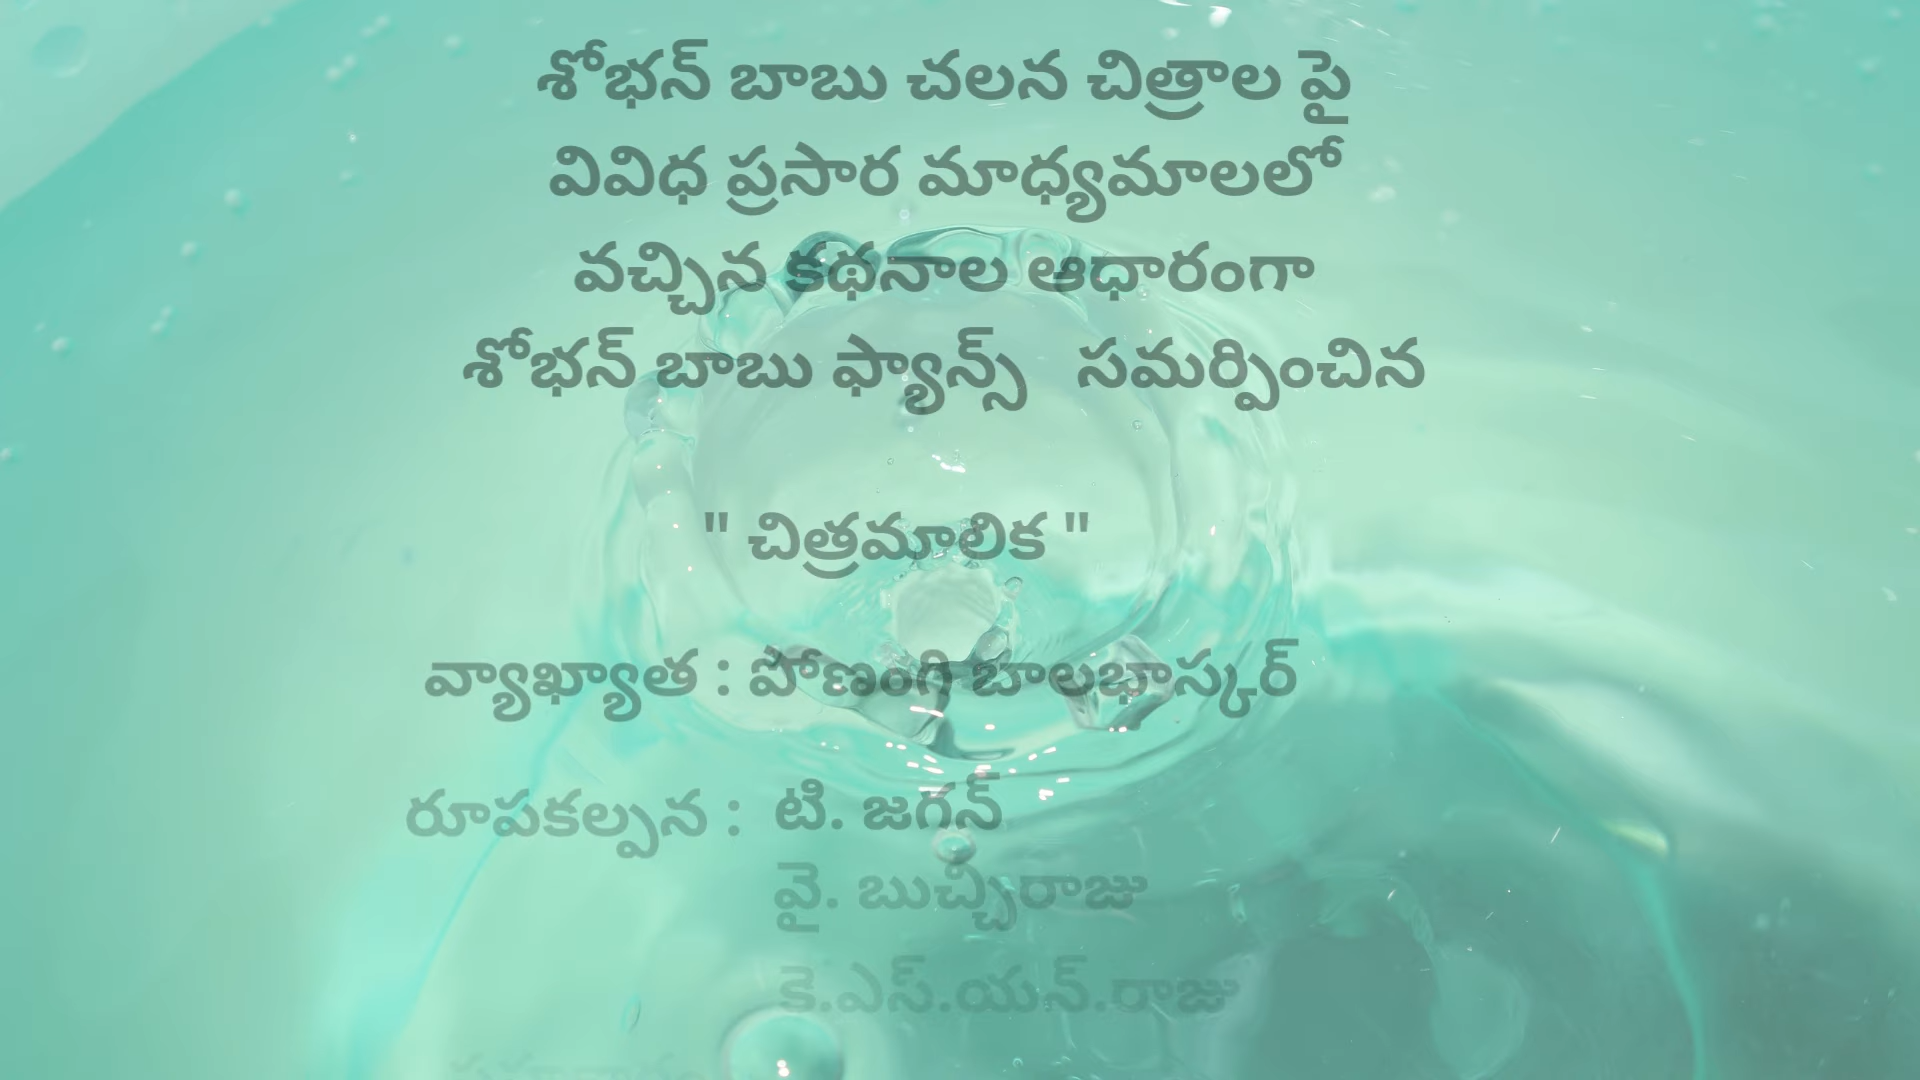 శోభన్ బాబు చలన చిత్రాల పై
వివిధ ప్రసార మాధ్యమాలలో
వచ్చిన కథనాల ఆధారంగా
శోభన్ బాబు ఫ్యాన్స్ సమర్పించిన
" చిత్రమాలిక "
వ్యాఖ్యాత : పోణంగి బాలభాస్కర్
రూపకల్పన : టి. జగన్
వై. బుచ్చిరాజు
కె.ఎస్.యన్.రాజు